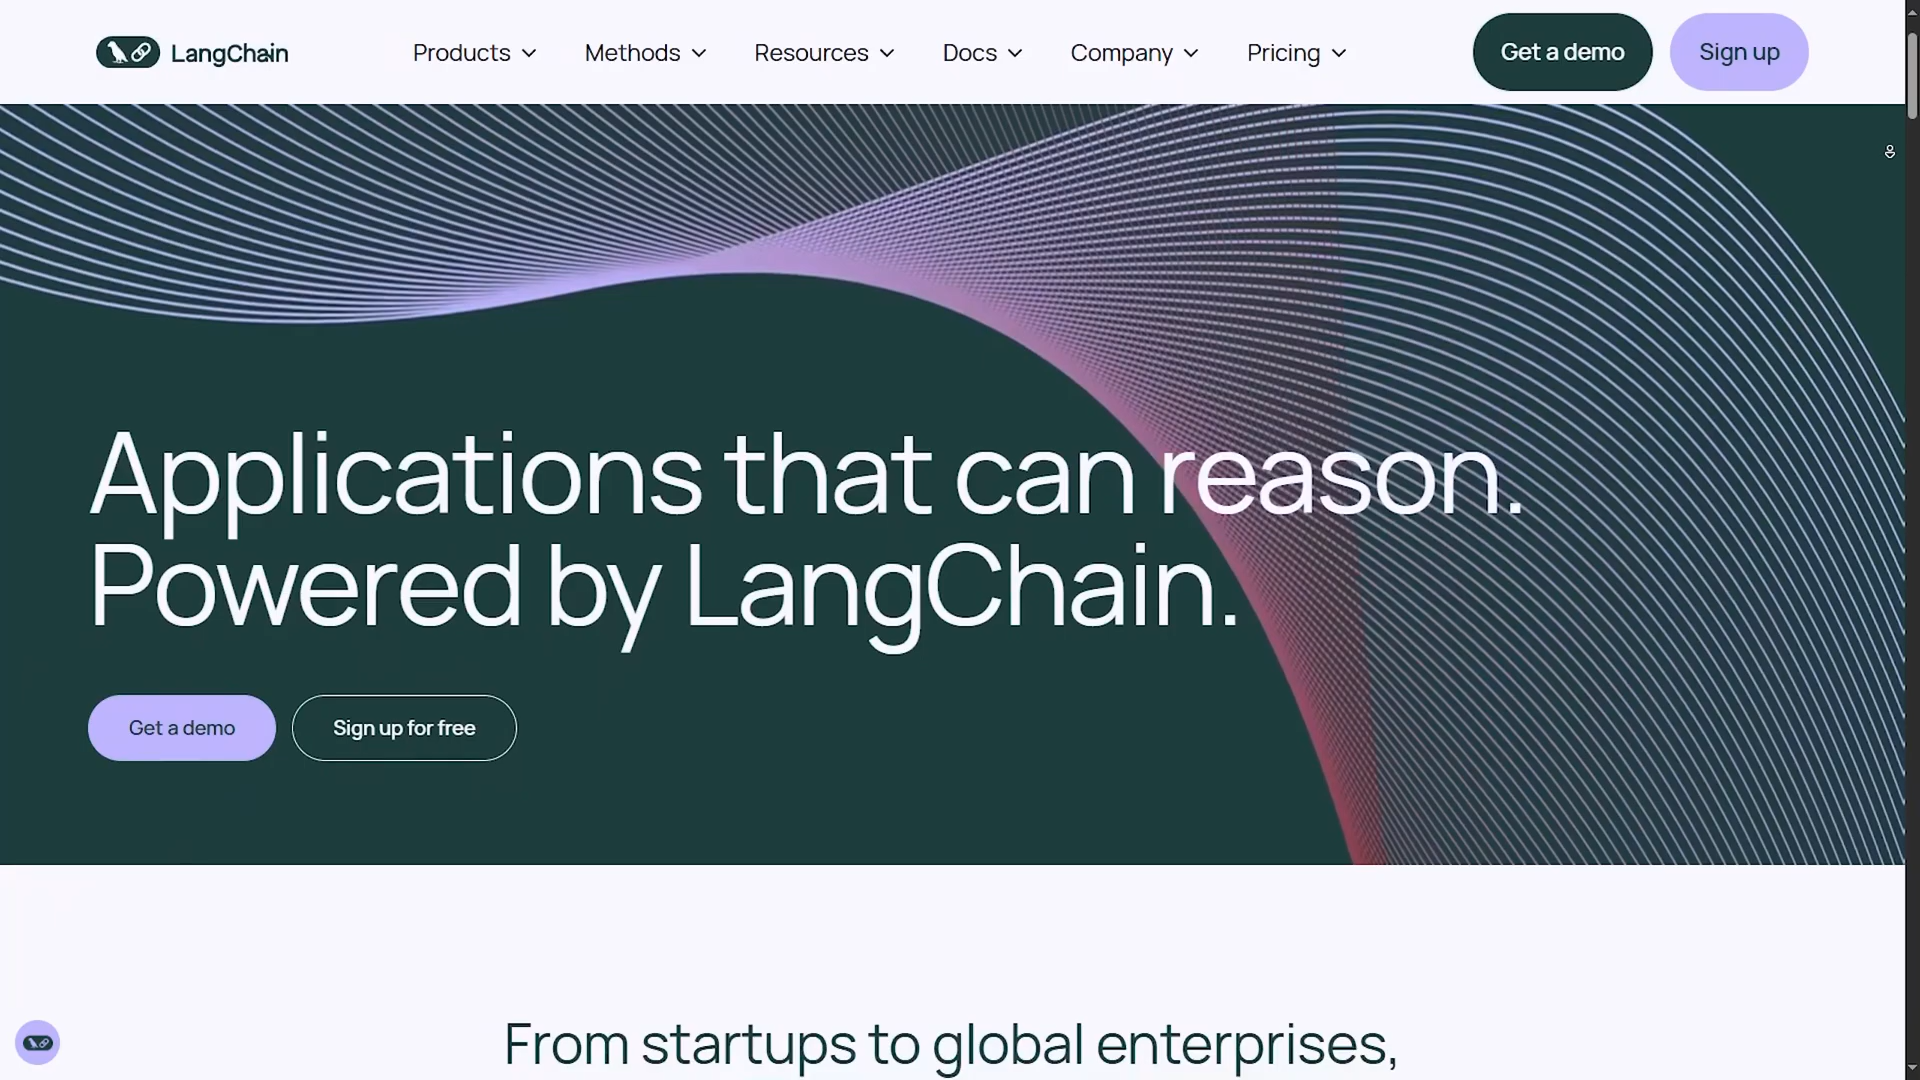 LangChain
Products
Methods
Resources
Docs
Company
Pricing
Get a demo
Sign up
Applications that can reason.
Powered by LangChain.
Get a demo
Sign up for free
From startups to global enterprises,